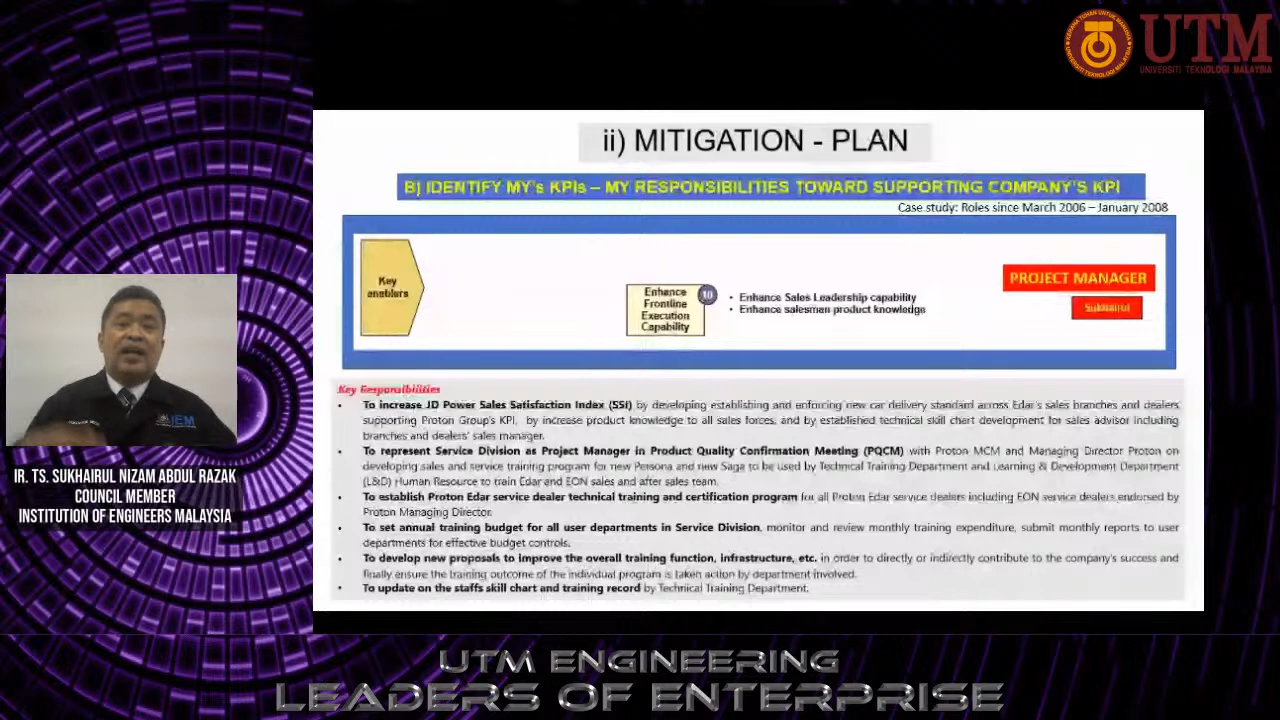 UTM
UNIVERSITI TEKNOLOGI MALAYSIA
ii) MITIGATION - PLAN
B) IDENTIFY MY's KPIs – MY RESPONSIBILITIES TOWARD SUPPORTING COMPANY'S KPI
Case study: Roles since March 2006 – January 2008
Key
enablers
Enhance
Frontline
Execution
Capability
10
• Enhance Sales Leadership capability
• Enhance salesman product knowledge
PROJECT MANAGER
Sukhairul
Key Responsibilities
• To increase JD Power Sales Satisfaction Index (SSI) by developing establishing and enforcing new car delivery standard across Edar's sales branches and dealers
supporting Proton Group's KPI, by increase product knowledge to all sales forces, and by established technical skill chart development for sales advisor including
branches and dealers' sales manager.
• To represent Service Division as Project Manager in Product Quality Confirmation Meeting (PQCM) with Proton MCM and Managing Director Proton on
developing sales and service training program for new Persona and new Saga to be used by Technical Training Department and Learning & Development Department
(L&D) Human Resource to train Edar and EON sales and after sales team.
• To establish Proton Edar service dealer technical training and certification program for all Proton Edar service dealers including EON service dealers endorsed by
Proton Managing Director.
• To set annual training budget for all user departments in Service Division, monitor and review monthly training expenditure, submit monthly reports to user
departments for effective budget controls.
• To develop new proposals to improve the overall training function, infrastructure, etc. in order to directly or indirectly contribute to the company's success and
finally ensure the training outcome of the individual program is taken action by department involved.
• To update on the staffs skill chart and training record by Technical Training Department.
IEM
IR. TS. SUKHAIRUL NIZAM ABDUL RAZAK
COUNCIL MEMBER
INSTITUTION OF ENGINEERS MALAYSIA
UTM ENGINEERING
LEADERS OF ENTERPRISE